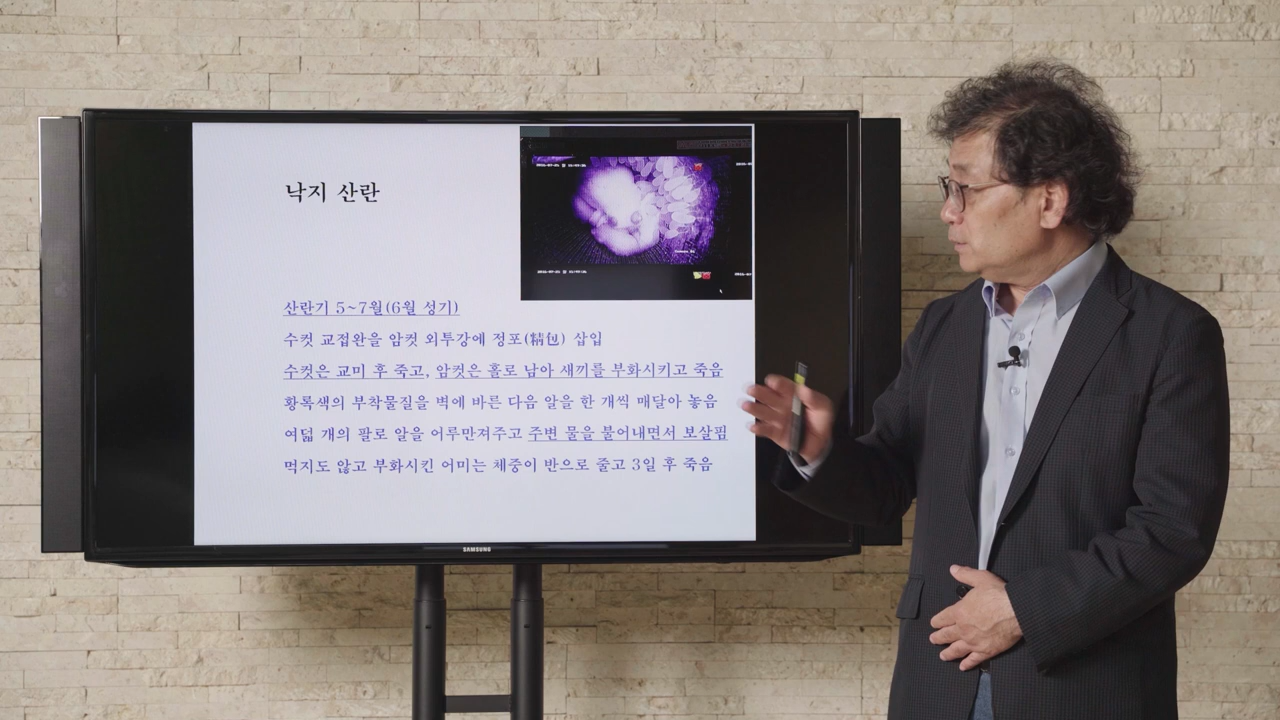 낙지 산란
산란기 5~7월(6월 성기)
수컷 교접완을 암컷 외투강에 정포(精包) 삽입
수컷은 교미 후 죽고, 암컷은 홀로 남아 새끼를 부화시키고 죽음
황록색의 부착물질을 벽에 바른 다음 알을 한 개씩 매달아 놓음
여덟 개의 팔로 알을 어루만져주고 주변 물을 불어내면서 보살핌
먹지도 않고 부화시킨 어미는 체중이 반으로 줄고 3일 후 죽음
SAMSUNG